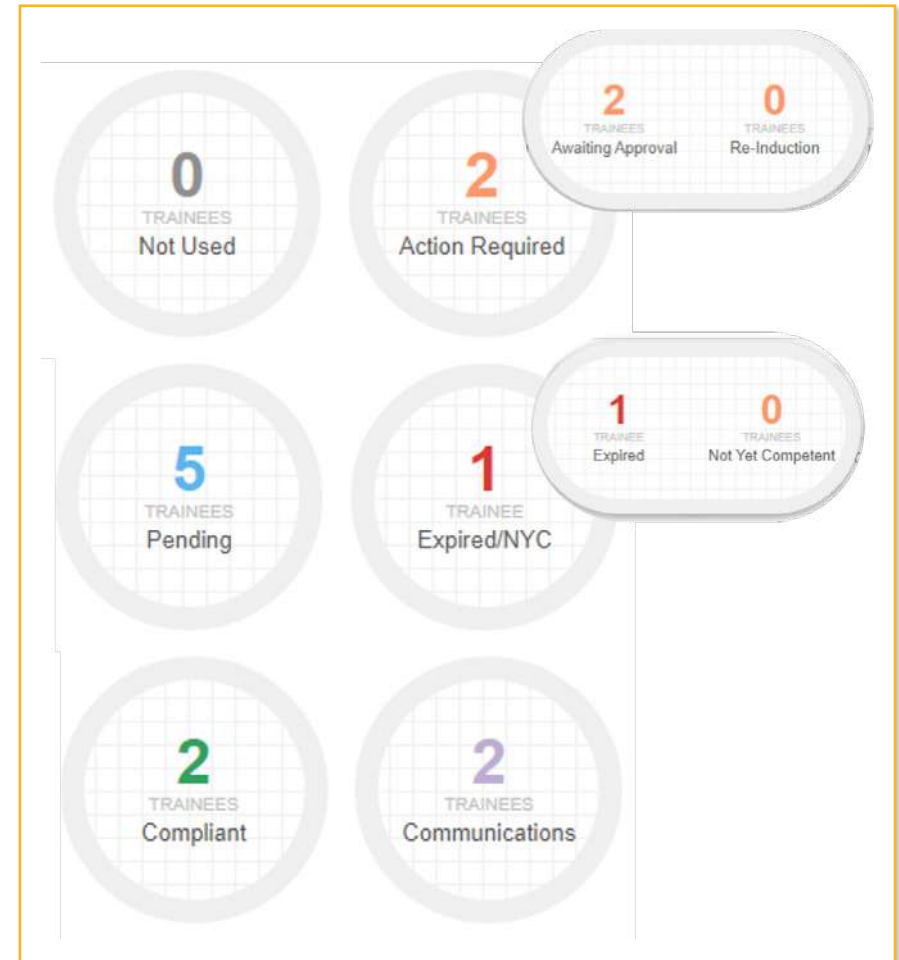 0
TRAINEES
Not Used
2
TRAINEES
Action Required
2
TRAINEES
Awaiting Approval
0
TRAINEES
Re-Induction
5
TRAINEES
Pending
1
TRAINEE
Expired/NYC
1
TRAINEE
Expired
0
TRAINEES
Not Yet Competent
2
TRAINEES
Compliant
2
TRAINEES
Communications